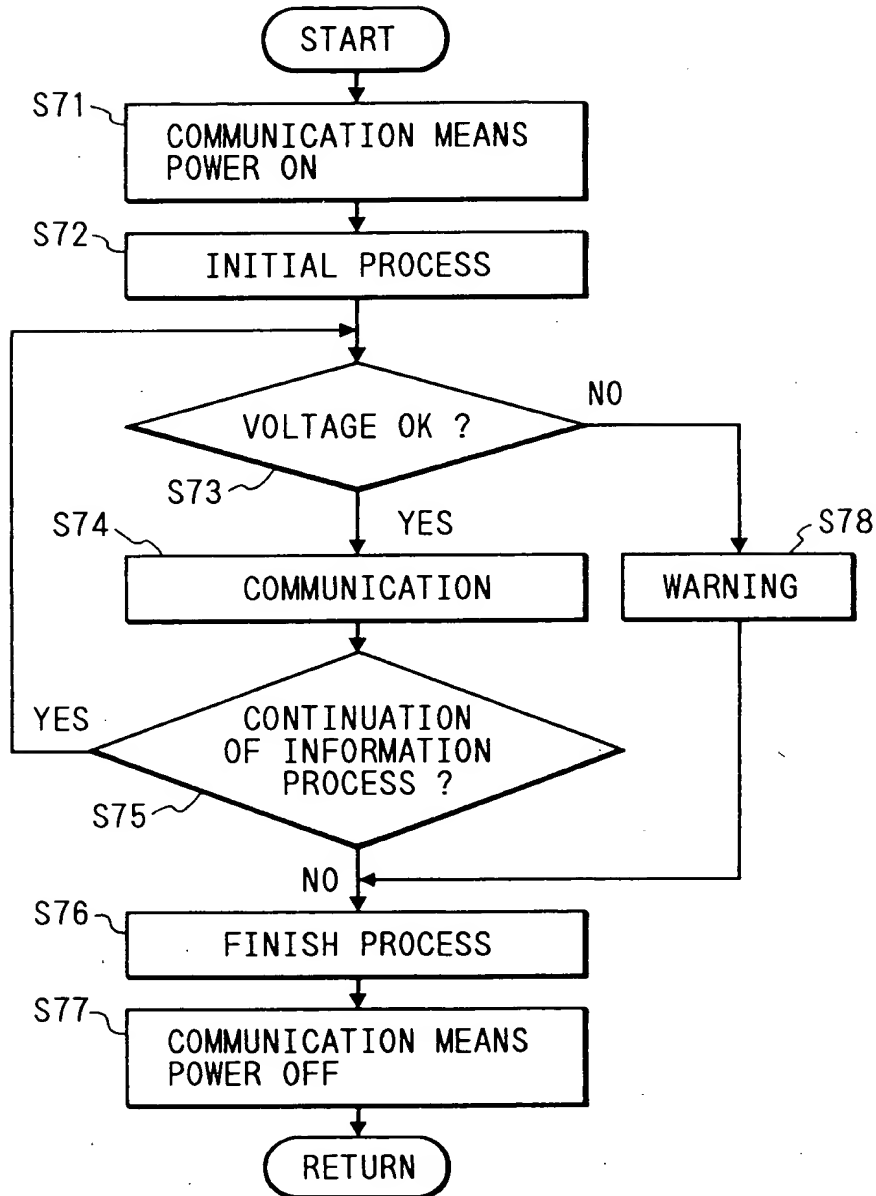 START
S71
COMMUNICATION MEANS
POWER ON
S72
INITIAL PROCESS
VOLTAGE OK ?
NO
S73
YES
S74
COMMUNICATION
S78
WARNING
YES
CONTINUATION
OF INFORMATION
PROCESS ?
S75
NO
S76
FINISH PROCESS
S77
COMMUNICATION MEANS
POWER OFF
RETURN